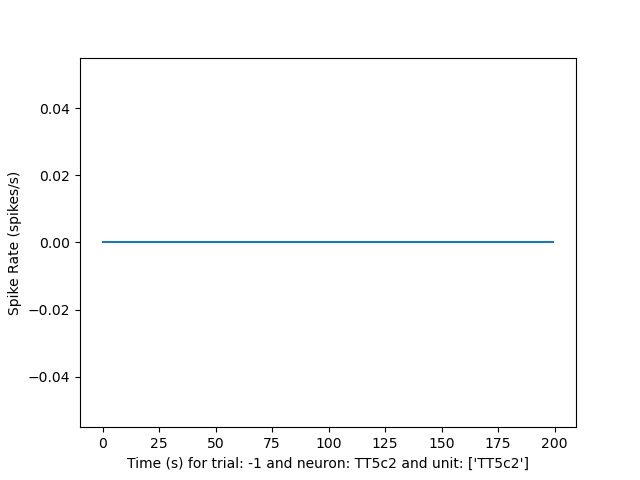 0.04
0.02
0.00
−0.02
−0.04
Spike Rate (spikes/s)
0 25 50 75 100 125 150 175 200
Time (s) for trial: -1 and neuron: TT5c2 and unit: ['TT5c2']